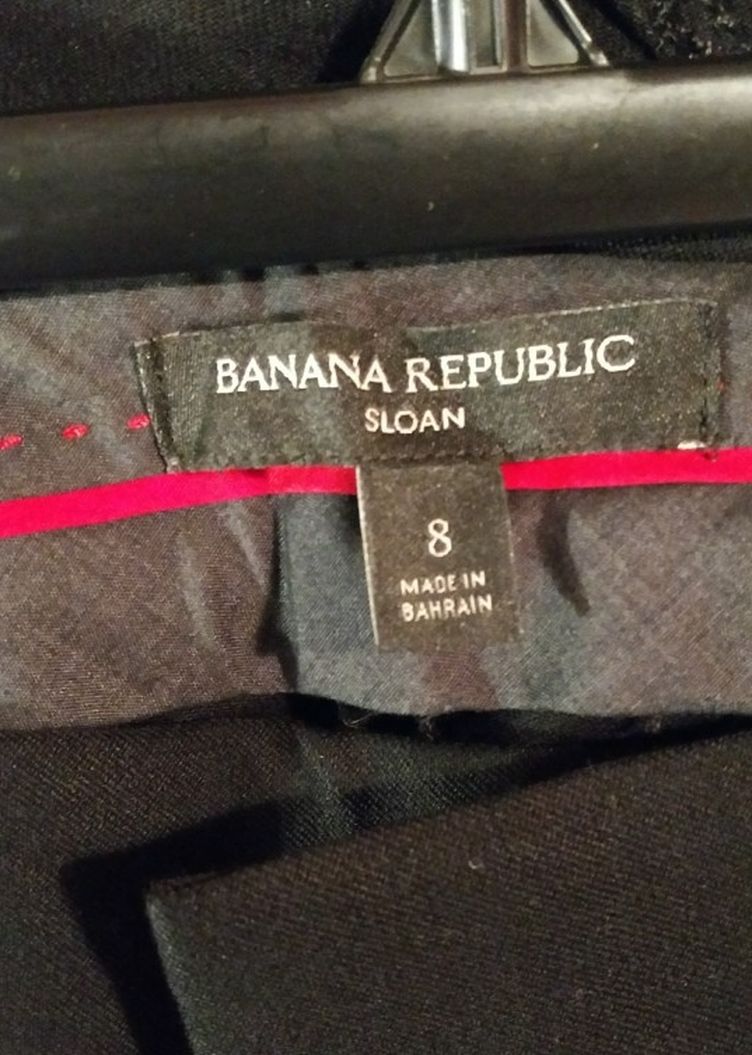 BANANA REPUBLIC
SLOAN
8
MADE IN
BAHRAIN